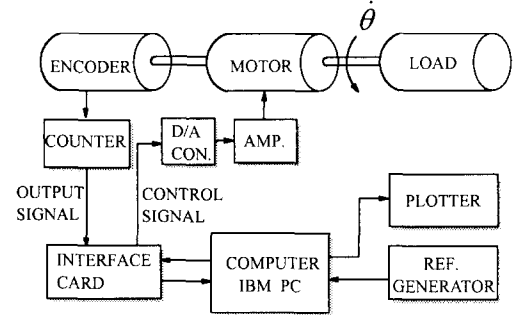 θ̇
ENCODER
MOTOR
LOAD
COUNTER
D/A
CON.
AMP.
OUTPUT
SIGNAL
CONTROL
SIGNAL
PLOTTER
INTERFACE
CARD
COMPUTER
IBM PC
REF.
GENERATOR